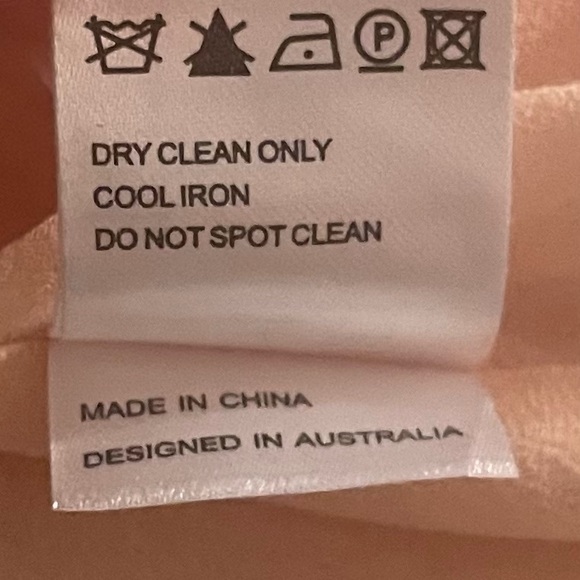 P
DRY CLEAN ONLY
COOL IRON
DO NOT SPOT CLEAN
MADE IN CHINA
DESIGNED IN AUSTRALIA